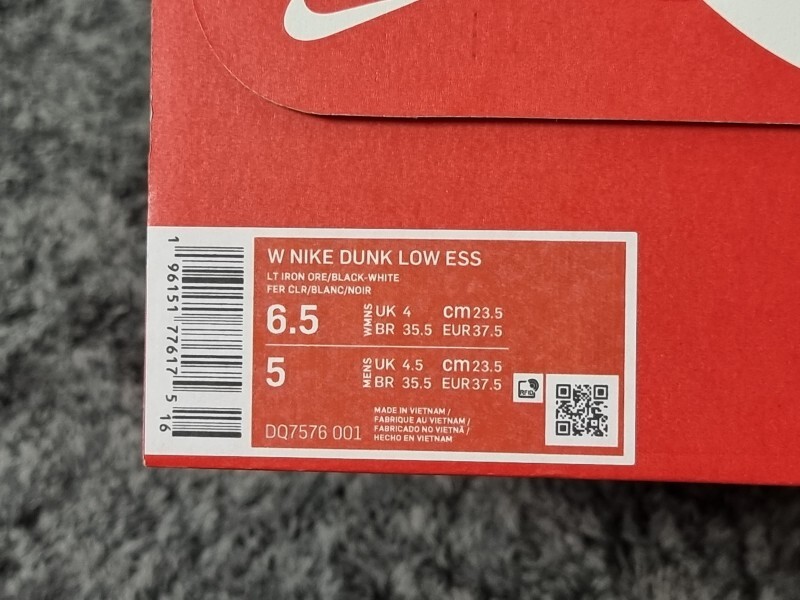 W NIKE DUNK LOW ESS
LT IRON ORE/BLACK-WHITE
FER CLR/BLANC/NOIR
6.5 WMNS UK 4 cm 23.5
BR 35.5 EUR 37.5
5 MENS UK 4.5 cm 23.5
BR 35.5 EUR 37.5
MADE IN VIETNAM /
FABRIQUE AU VIETNAM /
FABRICADO NO VIETNÃ /
HECHO EN VIETNAM
DQ7576 001
1 96151 77617 5 16